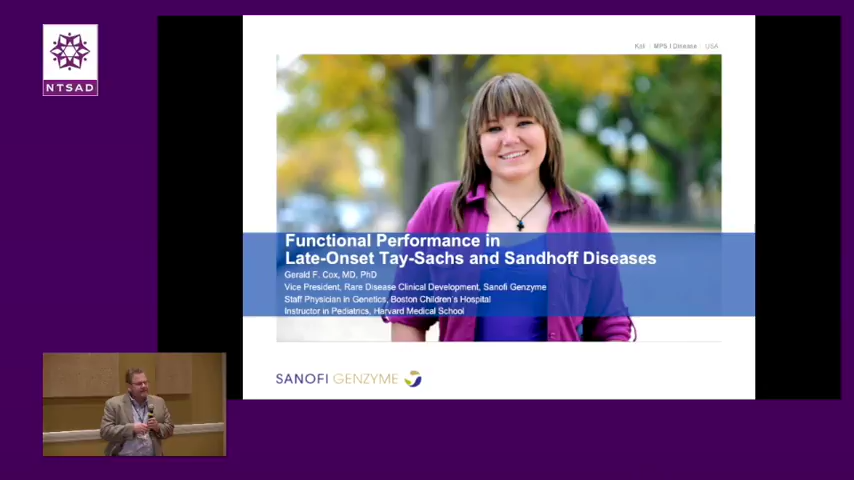 NTSAD
Kali | MPS I Disease | USA
Functional Performance in
Late-Onset Tay-Sachs and Sandhoff Diseases
Gerald F. Cox, MD, PhD
Vice President, Rare Disease Clinical Development, Sanofi Genzyme
Staff Physician in Genetics, Boston Children's Hospital
Instructor in Pediatrics, Harvard Medical School
SANOFI GENZYME